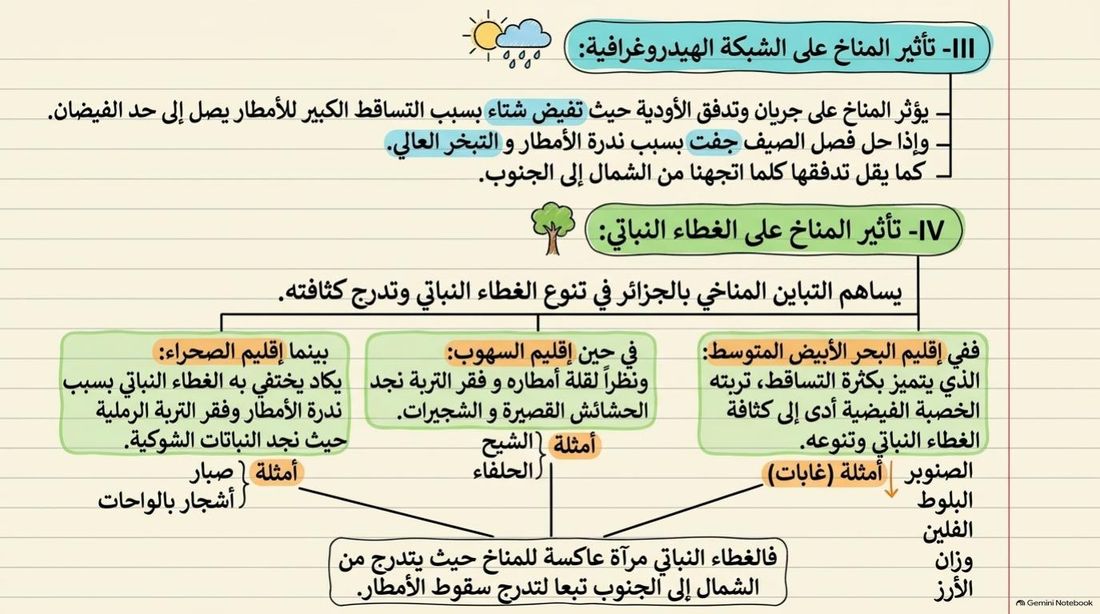 III- تأثير المناخ على الشبكة الهيدروغرافية:
يؤثر المناخ على جريان وتدفق الأودية حيث تفيض شتاء بسبب التساقط الكبير للأمطار يصل إلى حد الفيضان.
وإذا حل فصل الصيف جفت بسبب ندرة الأمطار و التبخر العالي.
كما يقل تدفقها كلما اتجهنا من الشمال إلى الجنوب.
IV- تأثير المناخ على الغطاء النباتي:
يساهم التباين المناخي بالجزائر في تنوع الغطاء النباتي وتدرج كثافته.
ففي إقليم البحر الأبيض المتوسط:
الذي يتميز بكثرة التساقط، تربته
الخصبة الفيضية أدى إلى كثافة
الغطاء النباتي وتنوعه.
أمثلة (غابات)
الصنوبر
البلوط
الفلين
وزان
الأرز
في حين إقليم السهوب:
ونظراً لقلة أمطاره و فقر التربة نجد
الحشائش القصيرة و الشجيرات.
أمثلة
الشيح
الحلفاء
بينما إقليم الصحراء:
يكاد يختفي به الغطاء النباتي بسبب
ندرة الأمطار وفقر التربة الرملية
حيث نجد النباتات الشوكية.
أمثلة
صبار
أشجار بالواحات
فالغطاء النباتي مرآة عاكسة للمناخ حيث يتدرج من
الشمال إلى الجنوب تبعا لتدرج سقوط الأمطار.
Gemini Notebook